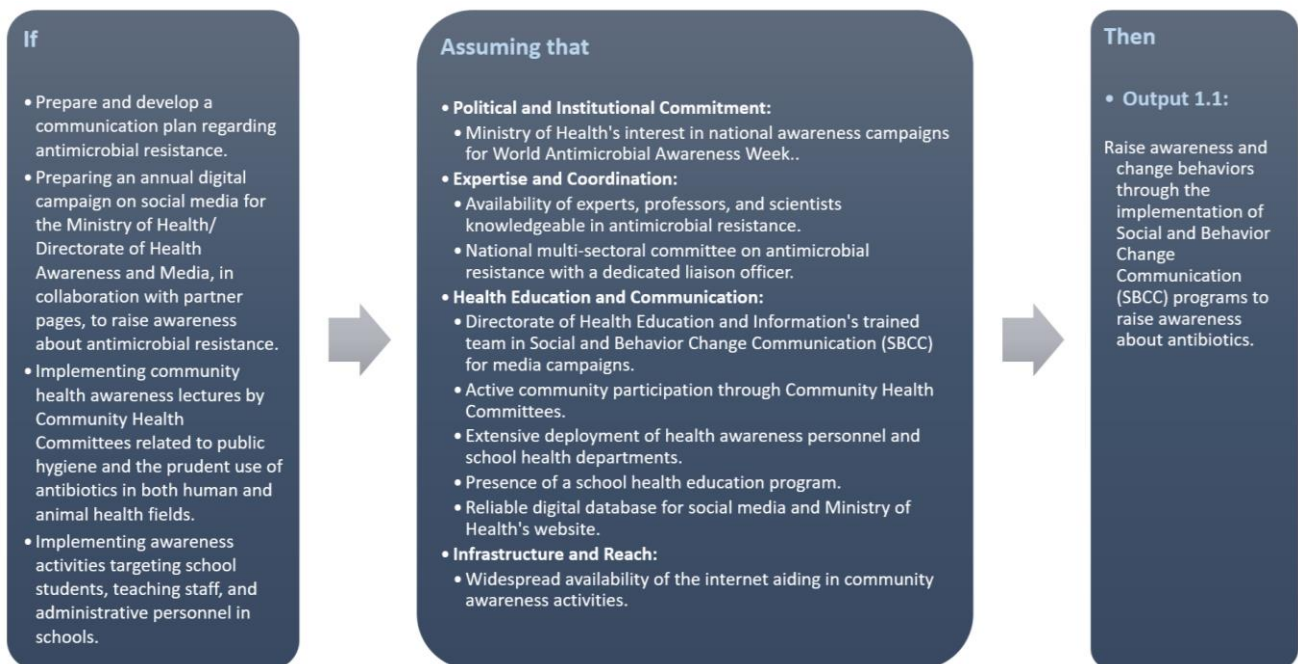 If
• Prepare and develop a
communication plan regarding
antimicrobial resistance.
• Preparing an annual digital
campaign on social media for
the Ministry of Health/
Directorate of Health
Awareness and Media, in
collaboration with partner
pages, to raise awareness
about antimicrobial resistance.
• Implementing community
health awareness lectures by
Community Health
Committees related to public
hygiene and the prudent use of
antibiotics in both human and
animal health fields.
• Implementing awareness
activities targeting school
students, teaching staff, and
administrative personnel in
schools.
Assuming that
• Political and Institutional Commitment:
• Ministry of Health's interest in national awareness campaigns
for World Antimicrobial Awareness Week..
• Expertise and Coordination:
• Availability of experts, professors, and scientists
knowledgeable in antimicrobial resistance.
• National multi-sectoral committee on antimicrobial
resistance with a dedicated liaison officer.
• Health Education and Communication:
• Directorate of Health Education and Information's trained
team in Social and Behavior Change Communication (SBCC)
for media campaigns.
• Active community participation through Community Health
Committees.
• Extensive deployment of health awareness personnel and
school health departments.
• Presence of a school health education program.
• Reliable digital database for social media and Ministry of
Health's website.
• Infrastructure and Reach:
• Widespread availability of the internet aiding in community
awareness activities.
Then
• Output 1.1:
Raise awareness and
change behaviors
through the
implementation of
Social and Behavior
Change
Communication
(SBCC) programs to
raise awareness
about antibiotics.